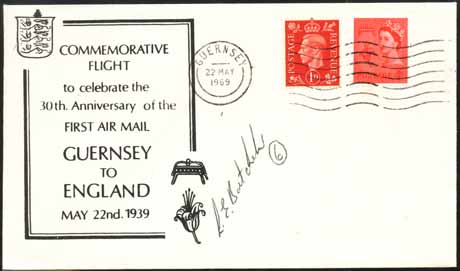 COMMEMORATIVE
FLIGHT
to celebrate the
30th. Anniversary of the
FIRST AIR MAIL
GUERNSEY
TO
ENGLAND
MAY 22nd. 1939
GUERNSEY
22 MAY
1969
POSTAGE
REVENUE
1D
6